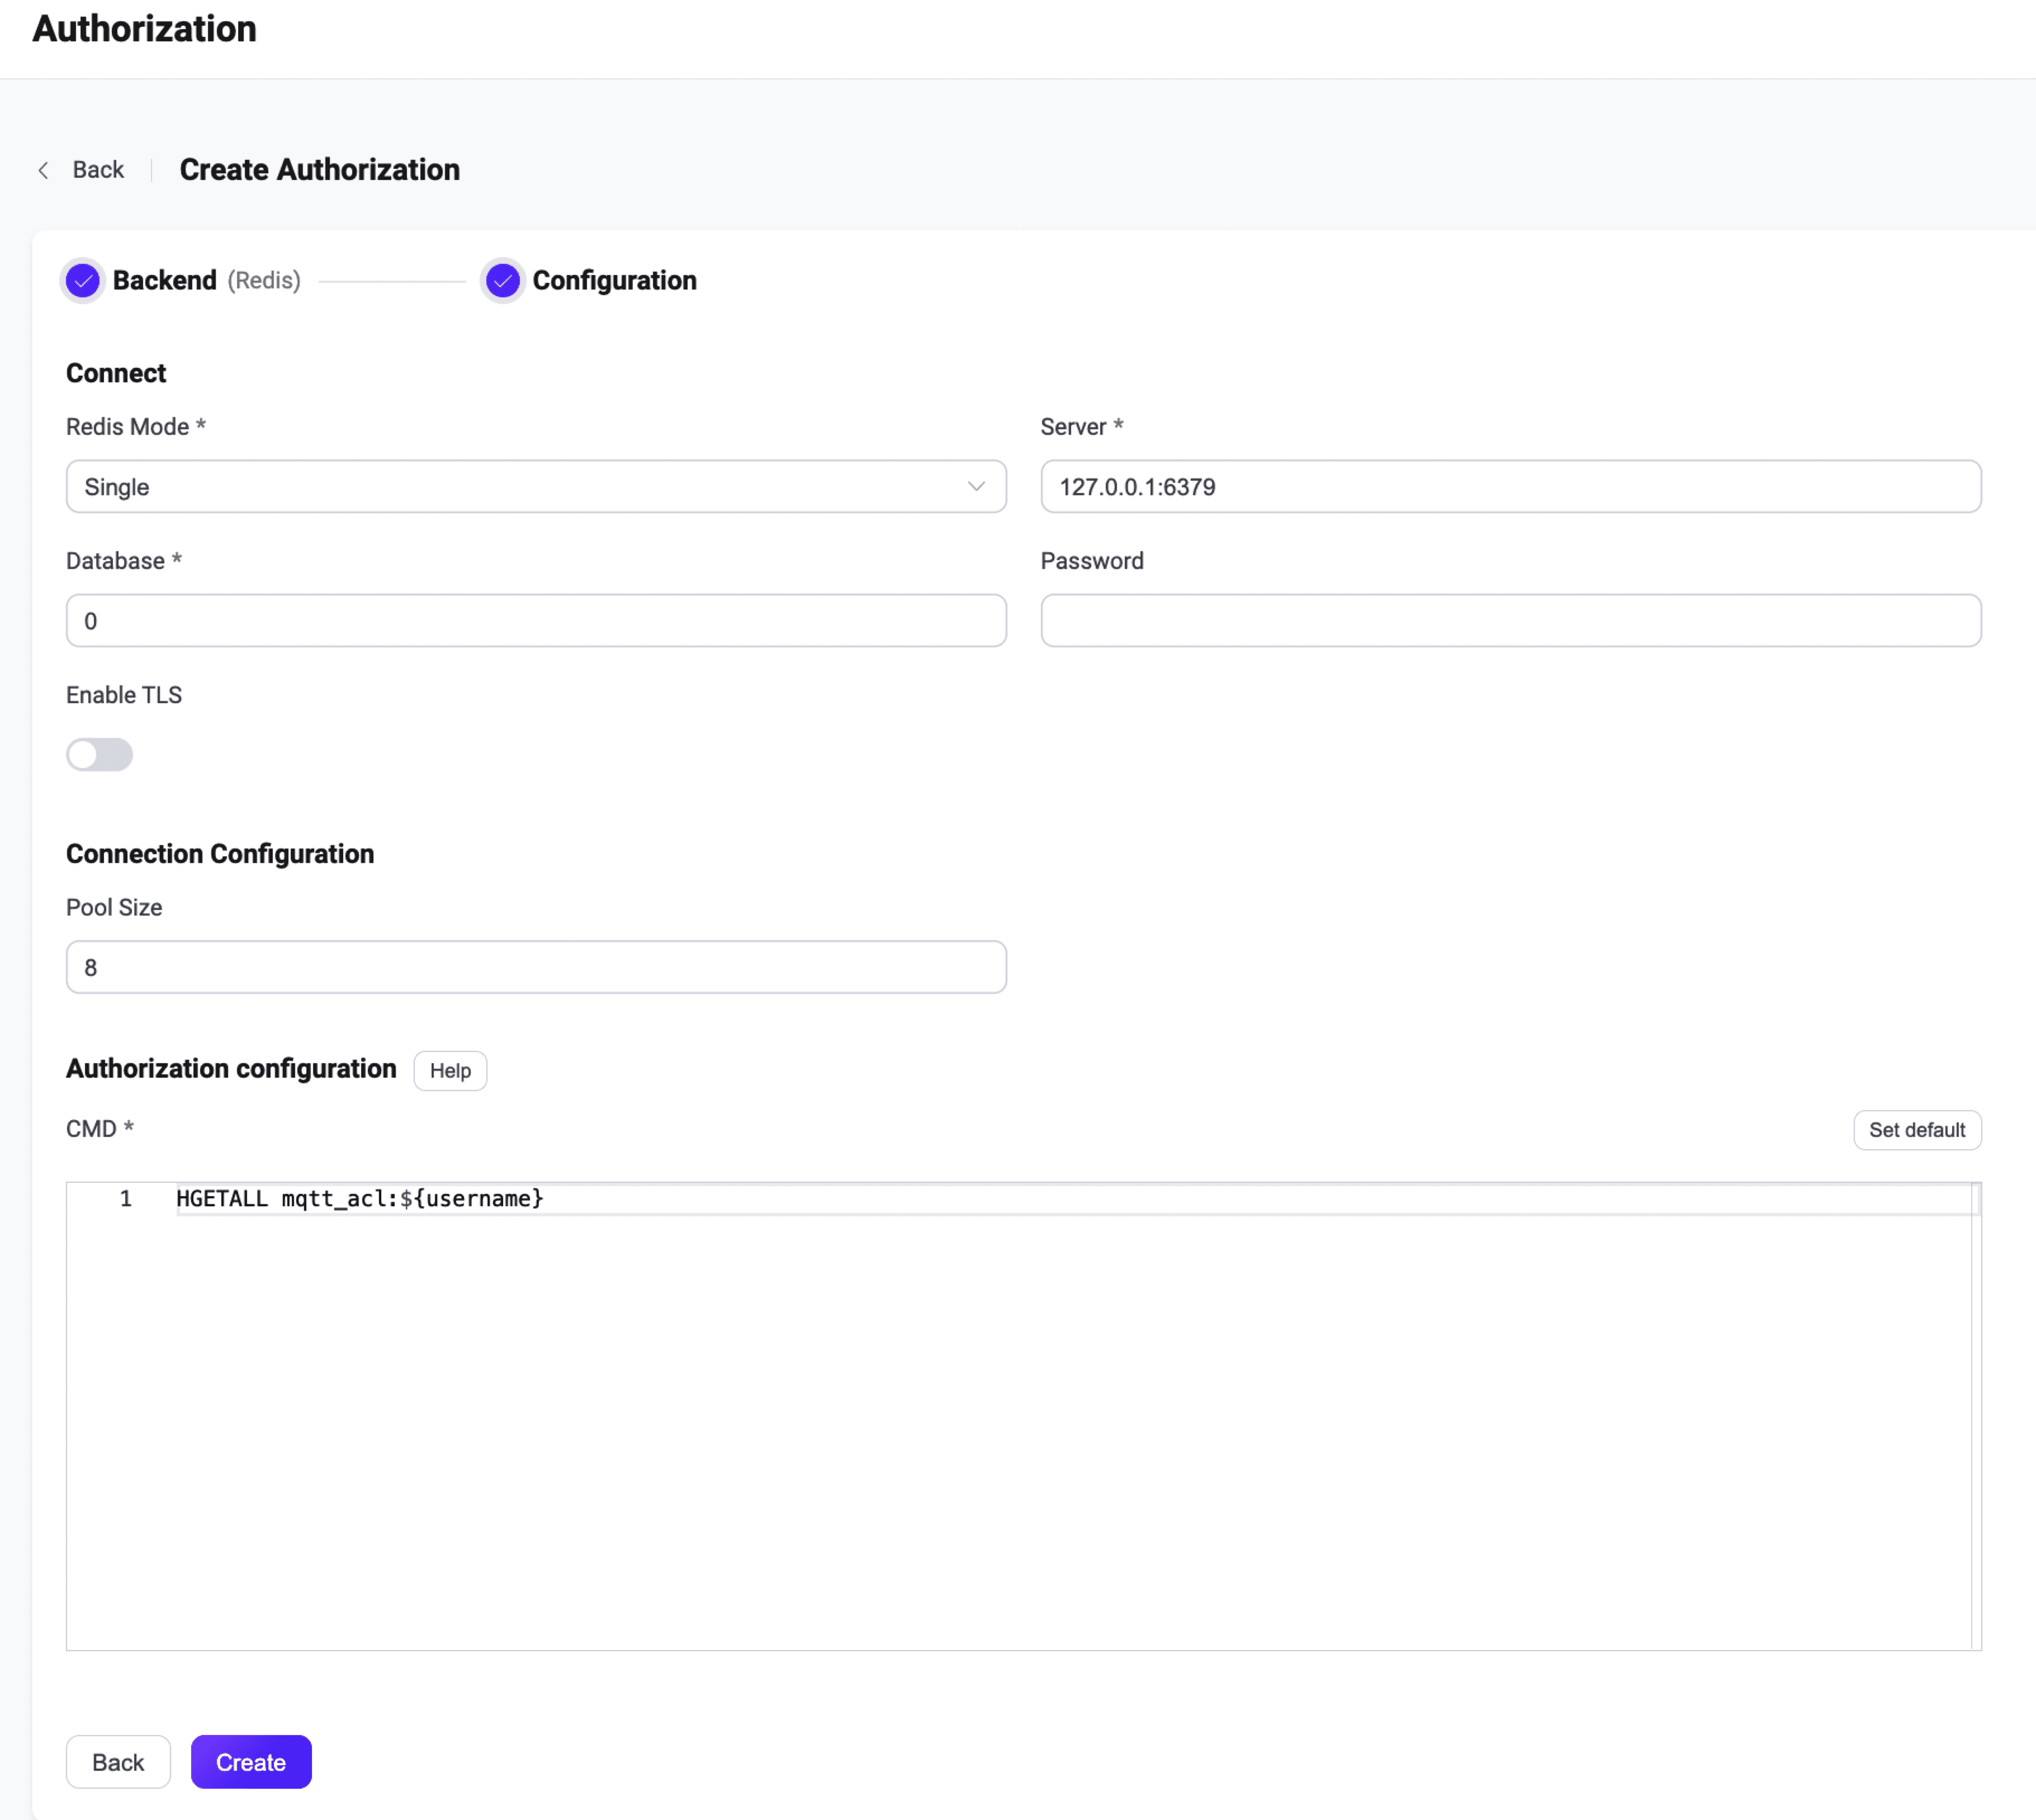 Authorization
Back
Create Authorization
Backend (Redis)
Configuration
Connect
Redis Mode *
Server *
Single
127.0.0.1:6379
Database *
Password
0
Enable TLS
Connection Configuration
Pool Size
8
Authorization configuration
Help
CMD *
Set default
1 HGETALL mqtt_acl:${username}
Back
Create